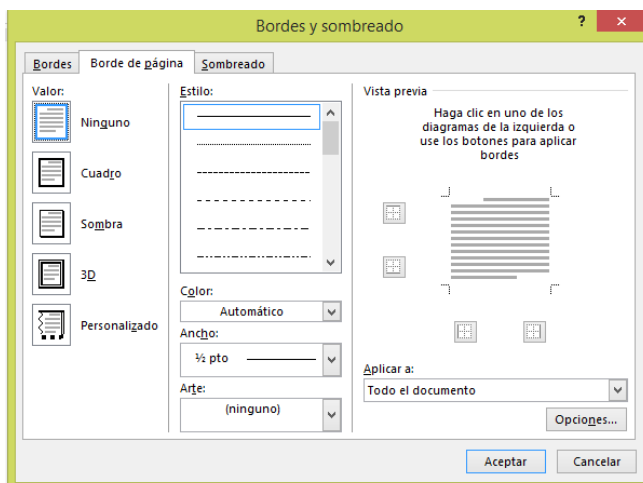 Bordes y sombreado
?
×
Bordes
Borde de página
Sombreado
Valor:
Ninguno
Cuadro
Sombra
3D
Personalizado
Estilo:
Color:
Automático
Ancho:
½ pto
Arte:
(ninguno)
Vista previa
Haga clic en uno de los
diagramas de la izquierda o
use los botones para aplicar
bordes
Aplicar a:
Todo el documento
Opciones...
Aceptar
Cancelar